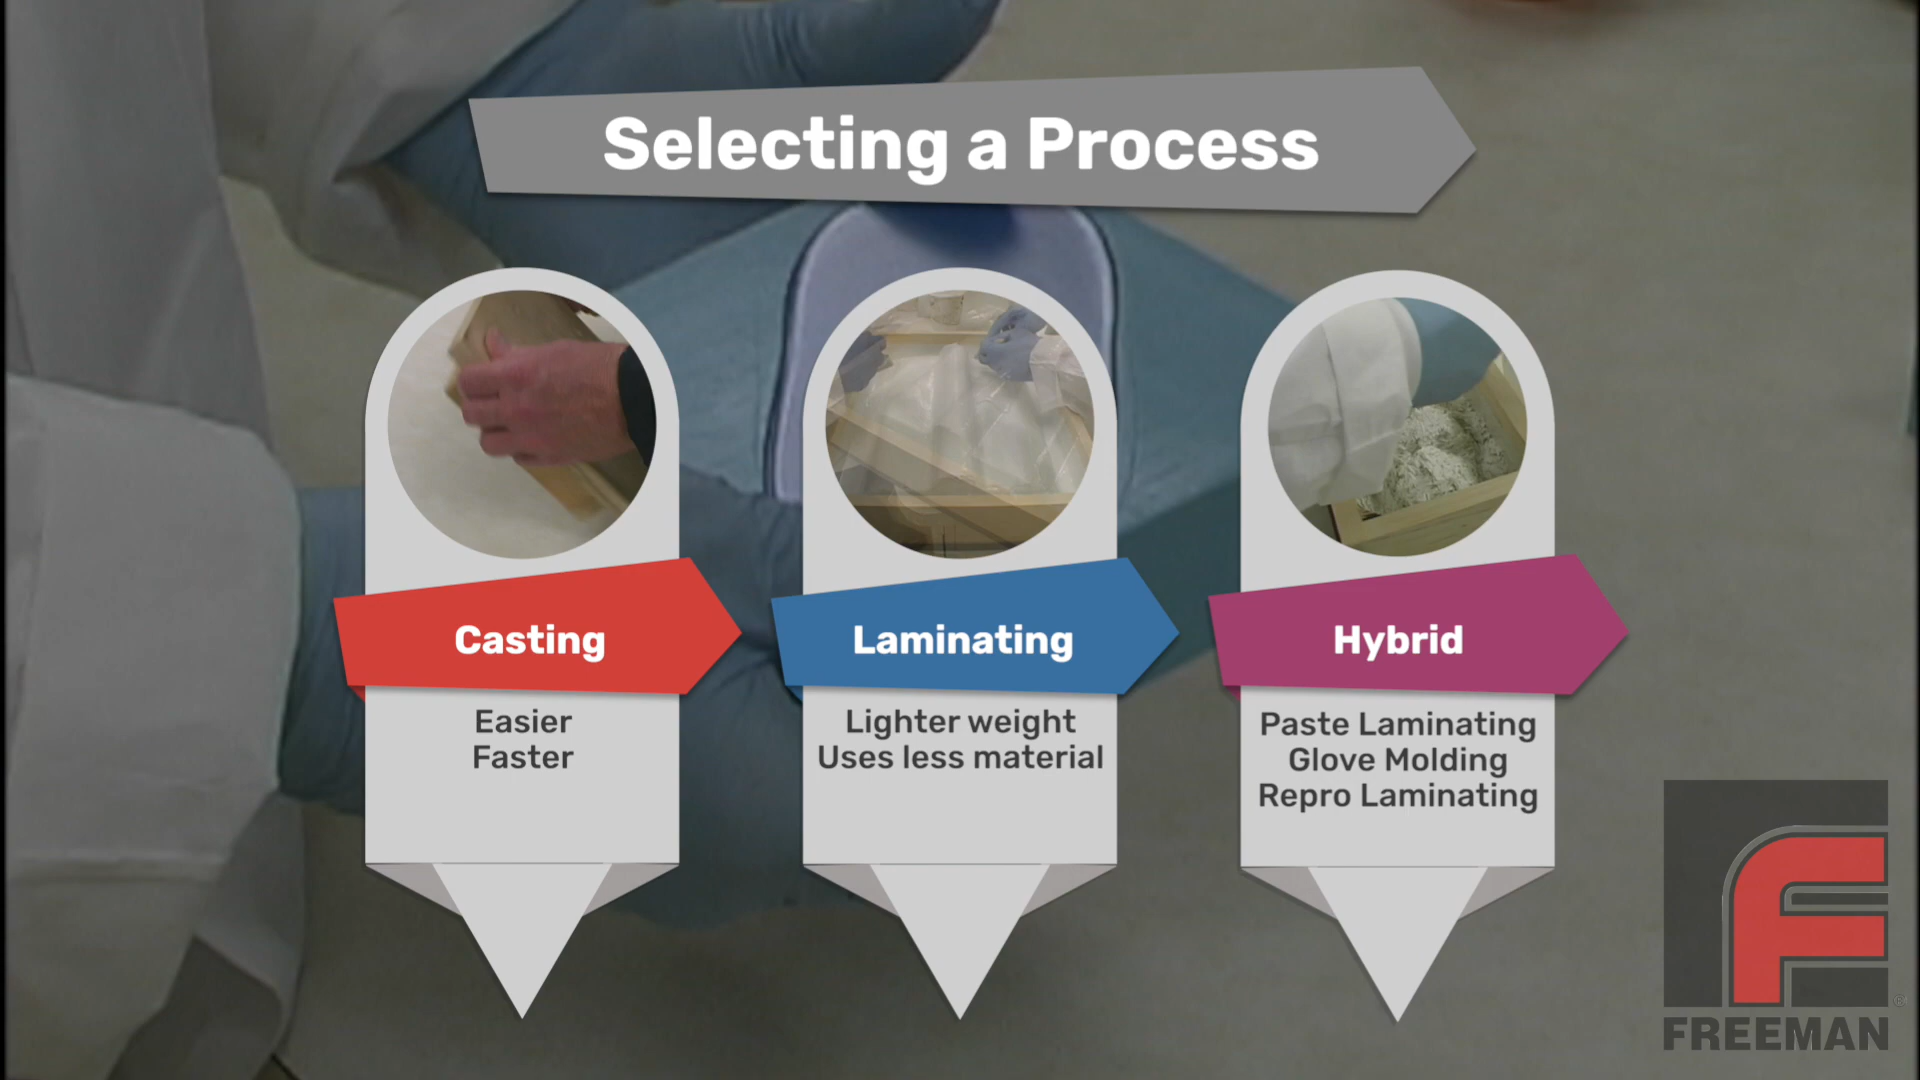 Selecting a Process
Casting
Easier
Faster
Laminating
Lighter weight
Uses less material
Hybrid
Paste Laminating
Glove Molding
Repro Laminating
F
®
FREEMAN